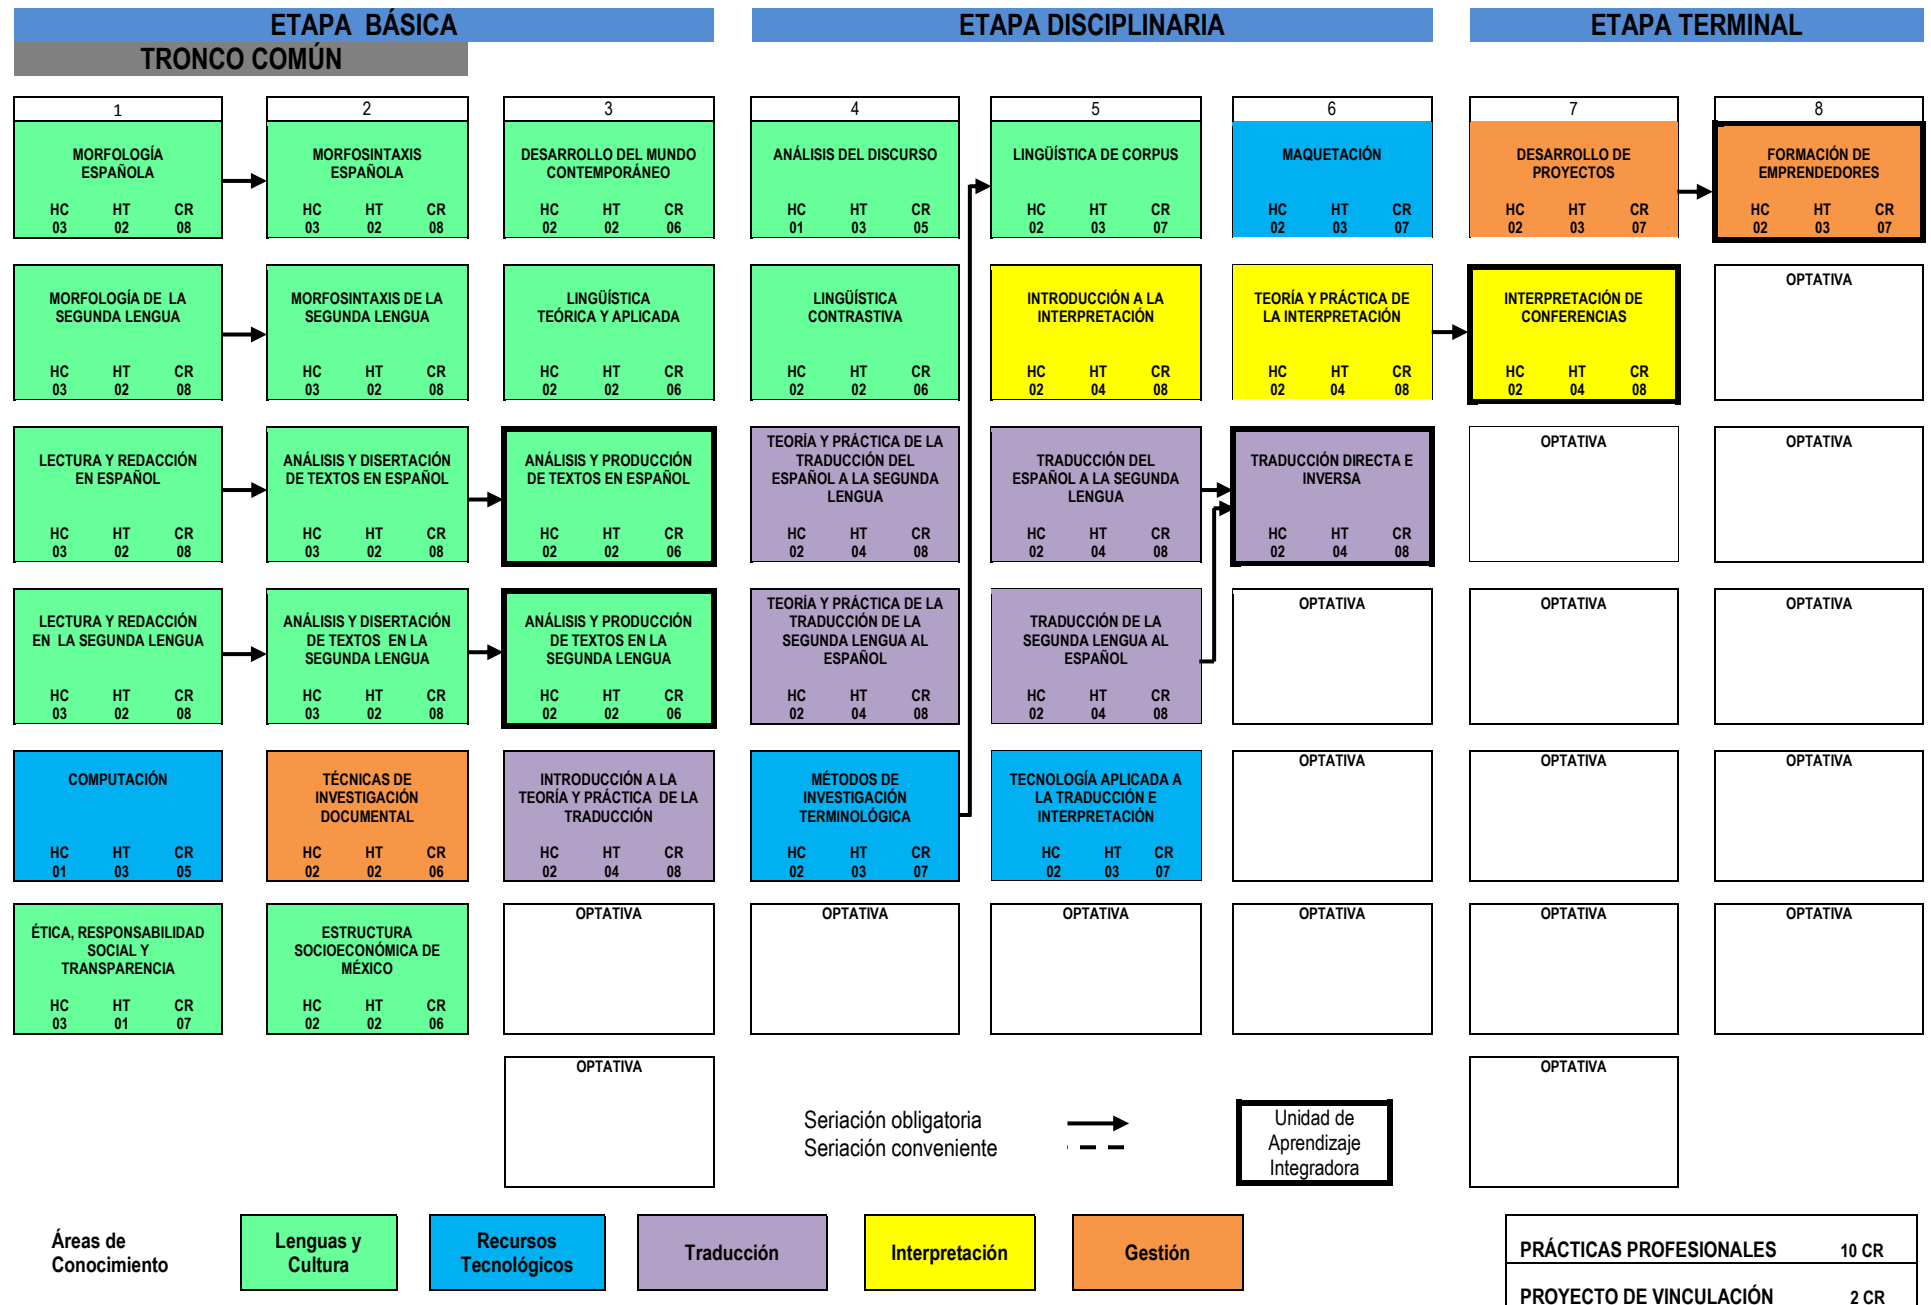 ETAPA BÁSICA
ETAPA DISCIPLINARIA
ETAPA TERMINAL
TRONCO COMÚN
1
2
3
4
5
6
7
8
MORFOLOGÍA
ESPAÑOLA
HC HT CR
03 02 08
MORFOSINTAXIS
ESPAÑOLA
HC HT CR
03 02 08
DESARROLLO DEL MUNDO
CONTEMPORÁNEO
HC HT CR
02 02 06
ANÁLISIS DEL DISCURSO
HC HT CR
01 03 05
LINGÜÍSTICA DE CORPUS
HC HT CR
02 03 07
MAQUETACIÓN
HC HT CR
02 03 07
DESARROLLO DE
PROYECTOS
HC HT CR
02 03 07
FORMACIÓN DE
EMPRENDEDORES
HC HT CR
02 03 07
MORFOLOGÍA DE LA
SEGUNDA LENGUA
HC HT CR
03 02 08
MORFOSINTAXIS DE LA
SEGUNDA LENGUA
HC HT CR
03 02 08
LINGÜÍSTICA
TEÓRICA Y APLICADA
HC HT CR
02 02 06
LINGÜÍSTICA
CONTRASTIVA
HC HT CR
02 02 06
INTRODUCCIÓN A LA
INTERPRETACIÓN
HC HT CR
02 04 08
TEORÍA Y PRÁCTICA DE
LA INTERPRETACIÓN
HC HT CR
02 04 08
INTERPRETACIÓN DE
CONFERENCIAS
HC HT CR
02 04 08
OPTATIVA
LECTURA Y REDACCIÓN
EN ESPAÑOL
HC HT CR
03 02 08
ANÁLISIS Y DISERTACIÓN
DE TEXTOS EN ESPAÑOL
HC HT CR
03 02 08
ANÁLISIS Y PRODUCCIÓN
DE TEXTOS EN ESPAÑOL
HC HT CR
02 02 06
TEORÍA Y PRÁCTICA DE LA
TRADUCCIÓN DEL
ESPAÑOL A LA SEGUNDA
LENGUA
HC HT CR
02 04 08
TRADUCCIÓN DEL
ESPAÑOL A LA SEGUNDA
LENGUA
HC HT CR
02 04 08
TRADUCCIÓN DIRECTA E
INVERSA
HC HT CR
02 04 08
OPTATIVA
OPTATIVA
LECTURA Y REDACCIÓN
EN LA SEGUNDA LENGUA
HC HT CR
03 02 08
ANÁLISIS Y DISERTACIÓN
DE TEXTOS EN LA
SEGUNDA LENGUA
HC HT CR
03 02 08
ANÁLISIS Y PRODUCCIÓN
DE TEXTOS EN LA
SEGUNDA LENGUA
HC HT CR
02 02 06
TEORÍA Y PRÁCTICA DE LA
TRADUCCIÓN DE LA
SEGUNDA LENGUA AL
ESPAÑOL
HC HT CR
02 04 08
TRADUCCIÓN DE LA
SEGUNDA LENGUA AL
ESPAÑOL
HC HT CR
02 04 08
OPTATIVA
OPTATIVA
OPTATIVA
COMPUTACIÓN
HC HT CR
01 03 05
TÉCNICAS DE
INVESTIGACIÓN
DOCUMENTAL
HC HT CR
02 02 06
INTRODUCCIÓN A LA
TEORÍA Y PRÁCTICA DE LA
TRADUCCIÓN
HC HT CR
02 04 08
MÉTODOS DE
INVESTIGACIÓN
TERMINOLÓGICA
HC HT CR
02 03 07
TECNOLOGÍA APLICADA A
LA TRADUCCIÓN E
INTERPRETACIÓN
HC HT CR
02 03 07
OPTATIVA
OPTATIVA
OPTATIVA
ÉTICA, RESPONSABILIDAD
SOCIAL Y
TRANSPARENCIA
HC HT CR
03 01 07
ESTRUCTURA
SOCIOECONÓMICA DE
MÉXICO
HC HT CR
02 02 06
OPTATIVA
OPTATIVA
OPTATIVA
OPTATIVA
OPTATIVA
OPTATIVA
OPTATIVA
OPTATIVA
Seriación obligatoria
Seriación conveniente
Unidad de
Aprendizaje
Integradora
Áreas de
Conocimiento
Lenguas y
Cultura
Recursos
Tecnológicos
Traducción
Interpretación
Gestión
PRÁCTICAS PROFESIONALES 10 CR
PROYECTO DE VINCULACIÓN 2 CR